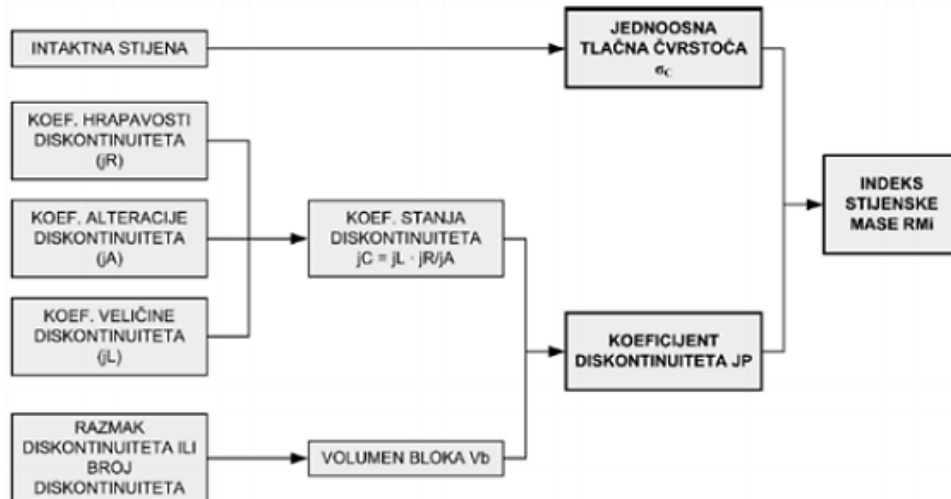 INTAKTNA STIJENA
JEDNOOSNA
TLAČNA ČVRSTOĆA
σC
KOEF. HRAPAVOSTI
DISKONTINUITETA
(jR)
KOEF. ALTERACIJE
DISKONTINUITETA
(jA)
KOEF. VELIČINE
DISKONTINUITETA
(jL)
KOEF. STANJA
DISKONTINUITETA
jC = jL · jR/jA
INDEKS
STIJENSKE
MASE RMi
KOEFICIJENT
DISKONTINUITETA JP
RAZMAK
DISKONTINUITETA ILI
BROJ
DISKONTINUITETA
VOLUMEN BLOKA Vb